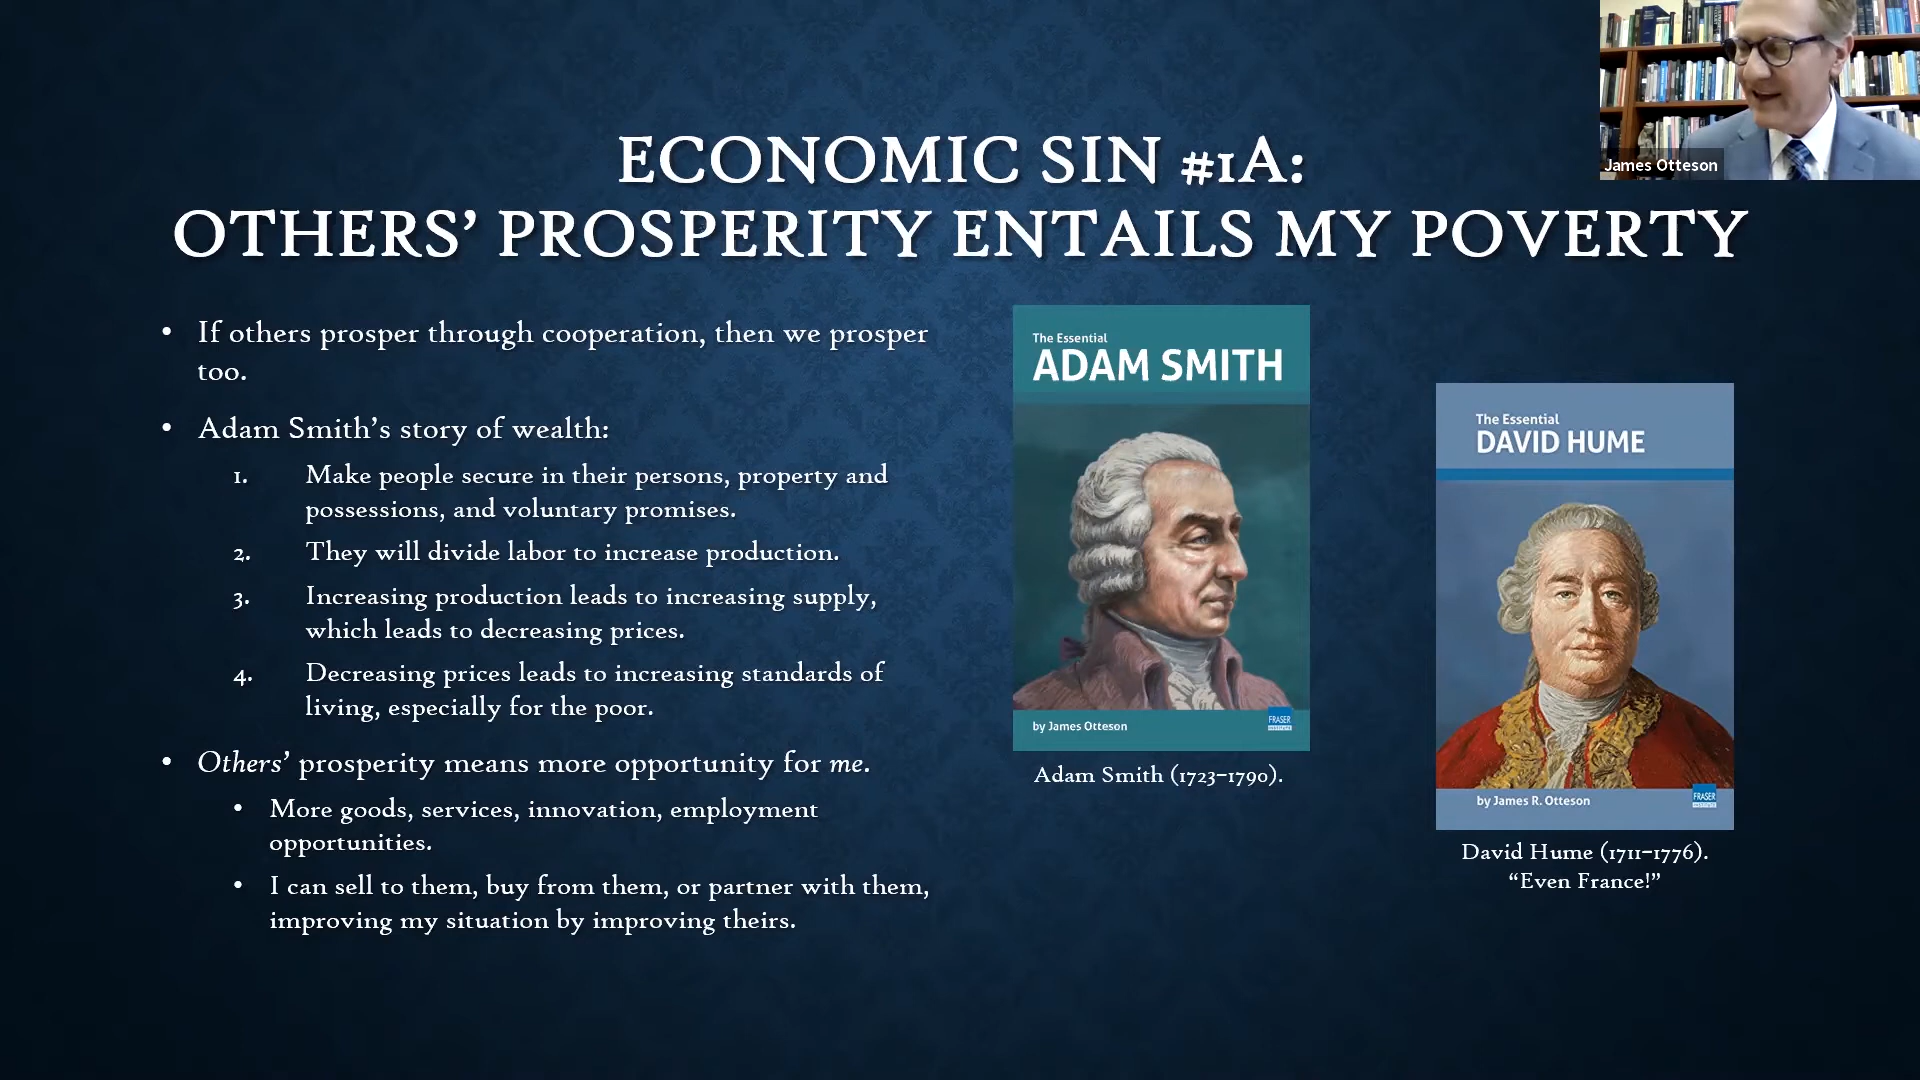 ECONOMIC SIN #1A:
OTHERS’ PROSPERITY ENTAILS MY POVERTY
James Otteson
• If others prosper through cooperation, then we prosper
too.
• Adam Smith’s story of wealth:
1. Make people secure in their persons, property and
possessions, and voluntary promises.
2. They will divide labor to increase production.
3. Increasing production leads to increasing supply,
which leads to decreasing prices.
4. Decreasing prices leads to increasing standards of
living, especially for the poor.
• Others’ prosperity means more opportunity for me.
• More goods, services, innovation, employment
opportunities.
• I can sell to them, buy from them, or partner with them,
improving my situation by improving theirs.
The Essential
ADAM SMITH
by James Otteson
FRASER
INSTITUTE
Adam Smith (1723–1790).
The Essential
DAVID HUME
by James R. Otteson
FRASER
INSTITUTE
David Hume (1711–1776).
“Even France!”